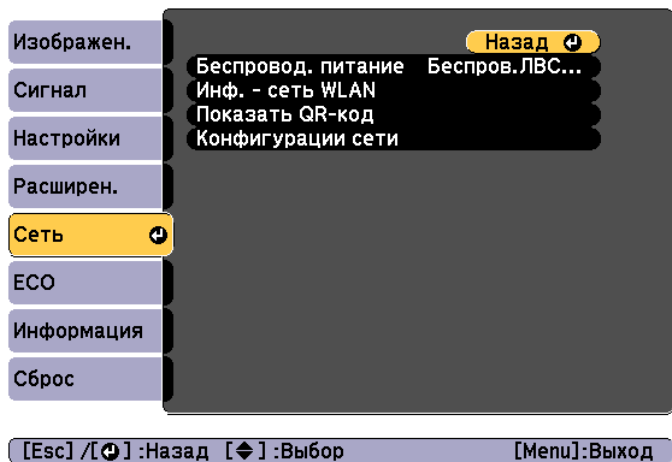 Изображен.
Сигнал
Настройки
Расширен.
Сеть
ECO
Информация
Сброс
Назад
Беспровод. питание Беспров.ЛВС...
Инф. - сеть WLAN
Показать QR-код
Конфигурации сети
[Esc] /[⏎] :Назад [◆] :Выбор [Menu]:Выход